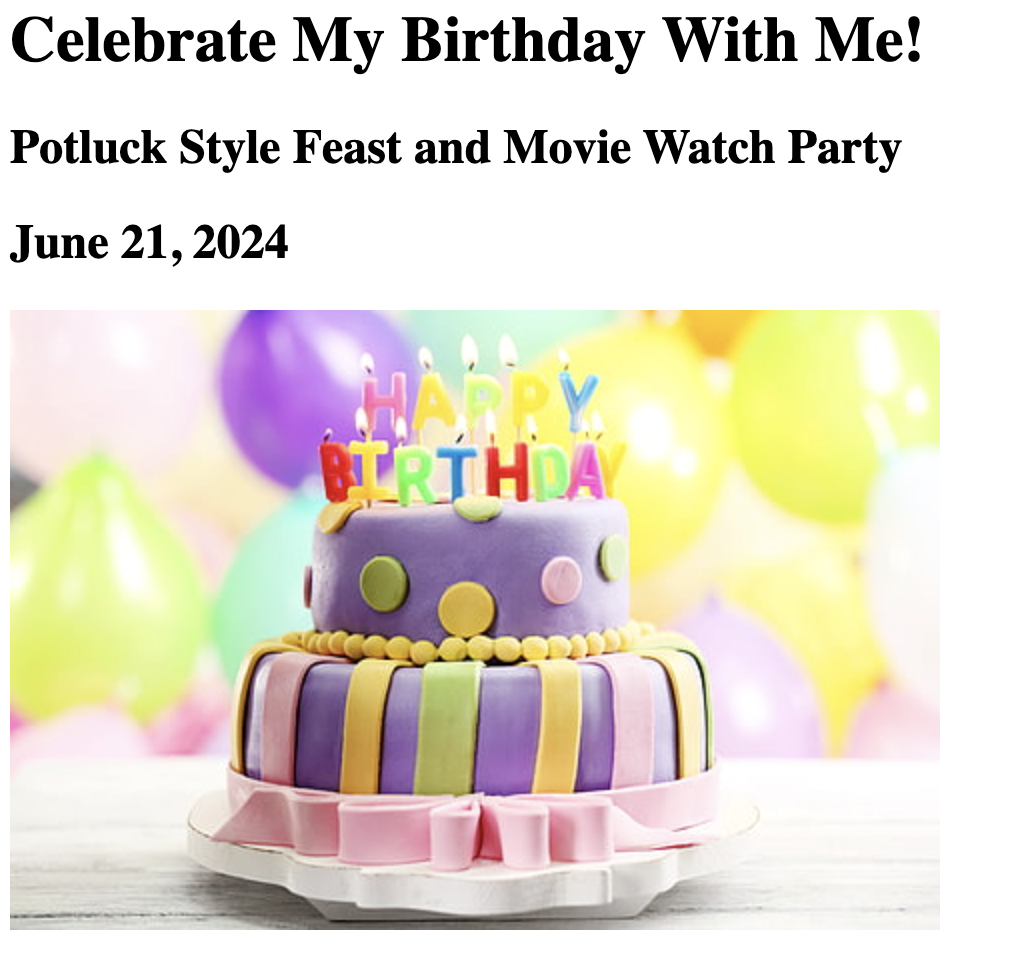 Celebrate My Birthday With Me!
Potluck Style Feast and Movie Watch Party
June 21, 2024
HAPPY
BIRTHDAY